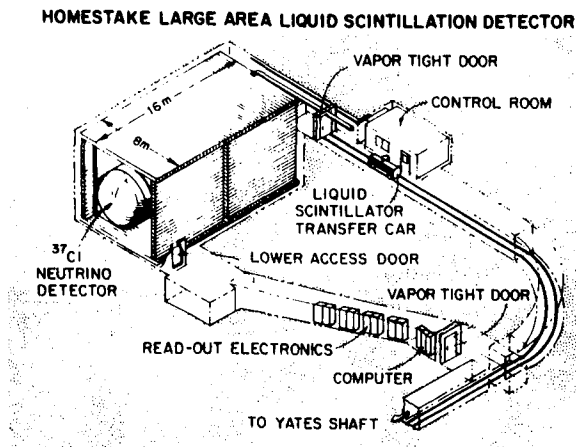 HOMESTAKE LARGE AREA LIQUID SCINTILLATION DETECTOR
VAPOR TIGHT DOOR
CONTROL ROOM
16m
8m
LIQUID
SCINTILLATOR
TRANSFER CAR
37Cl
NEUTRINO
DETECTOR
LOWER ACCESS DOOR
VAPOR TIGHT DOOR
READ-OUT ELECTRONICS
COMPUTER
TO YATES SHAFT